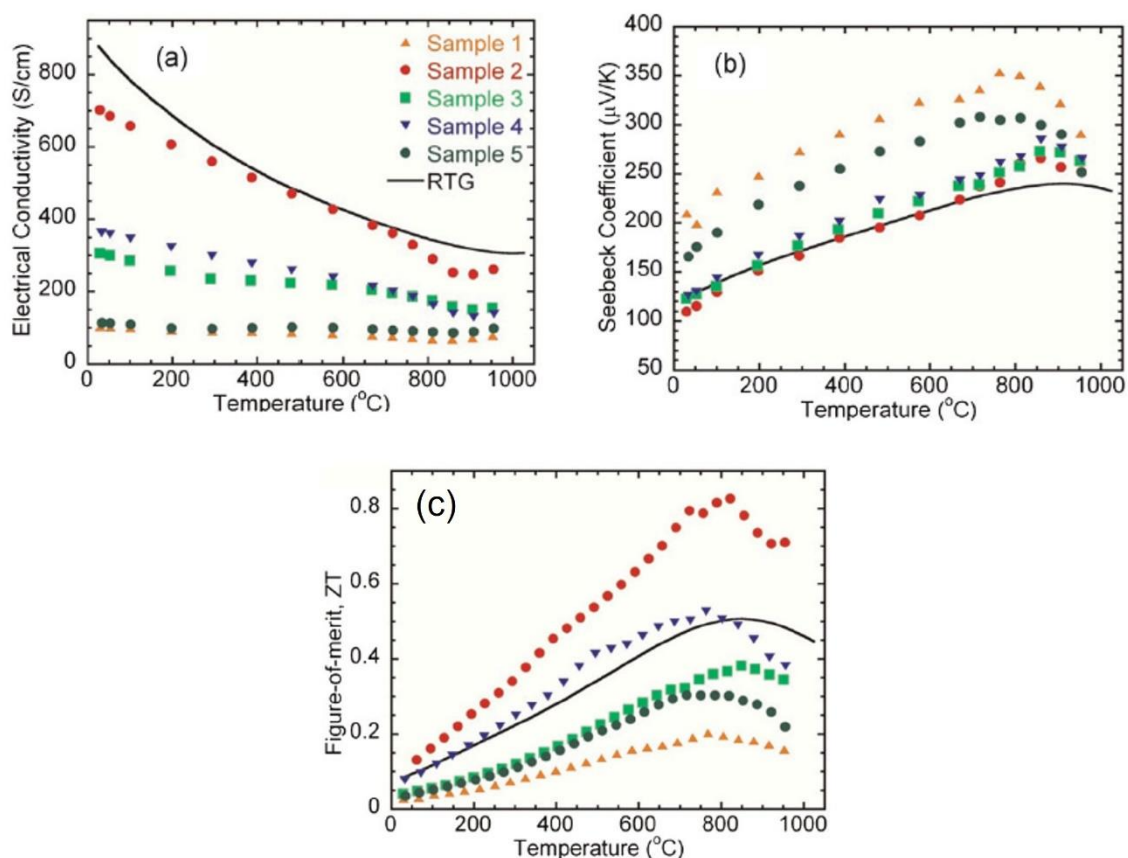 (a)
Electrical Conductivity (S/cm)
800
600
400
200
0
0 200 400 600 800 1000
Temperature (°C)
Sample 1
Sample 2
Sample 3
Sample 4
Sample 5
RTG
(b)
Seebeck Coefficient (μV/K)
400
350
300
250
200
150
100
50
0 200 400 600 800 1000
Temperature (°C)
(c)
Figure-of-merit, ZT
0.8
0.6
0.4
0.2
0
0 200 400 600 800 1000
Temperature (°C)